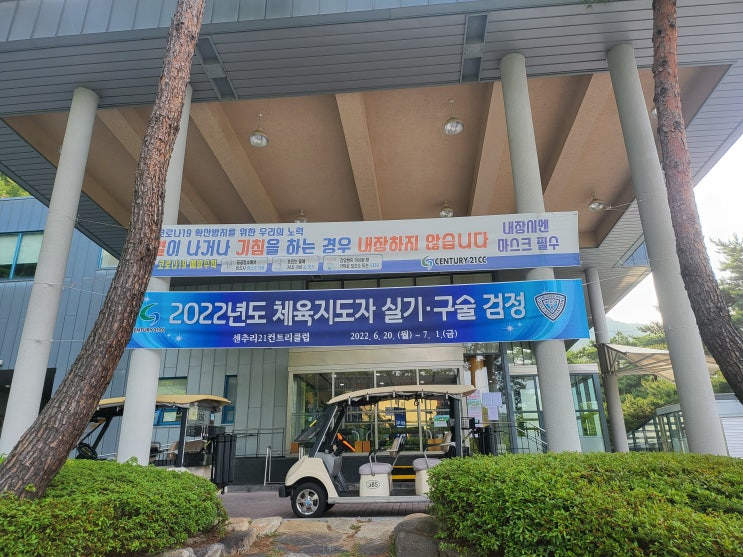 코로나19 확산방지를 위한 우리의 노력
열이 나거나 기침을 하는 경우 내장하지 않습니다
내장시엔
마스크 필수
CENTURY21CC
2022년도 체육지도자 실기·구술 검정
CENTURY21
센추리21컨트리클럽
2022. 6. 20. (월) ~ 7. 1.(금)